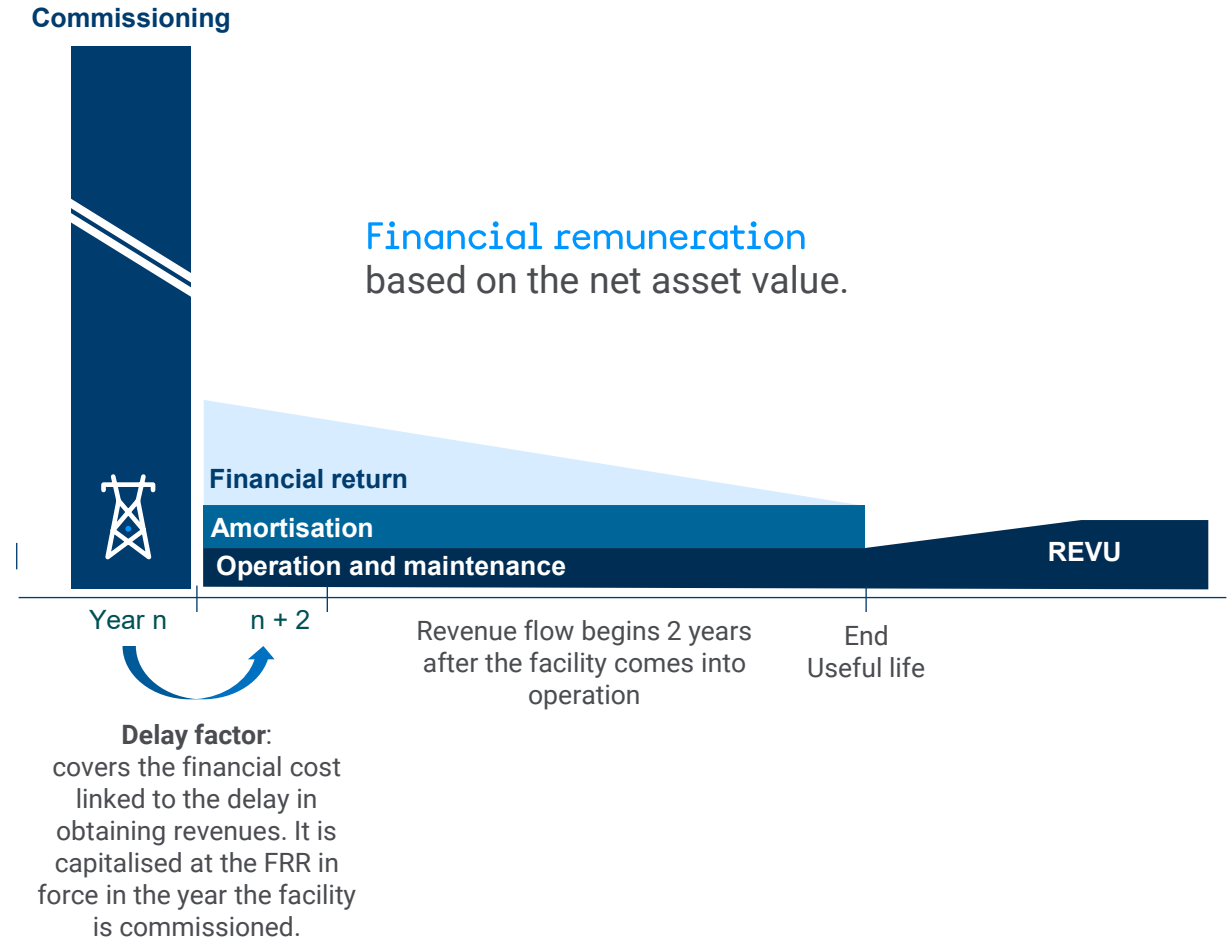 Commissioning
Financial remuneration
based on the net asset value.
Financial return
Amortisation
Operation and maintenance
REVU
Year n
n + 2
Revenue flow begins 2 years
after the facility comes into
operation
End
Useful life
Delay factor:
covers the financial cost
linked to the delay in
obtaining revenues. It is
capitalised at the FRR in
force in the year the facility
is commissioned.